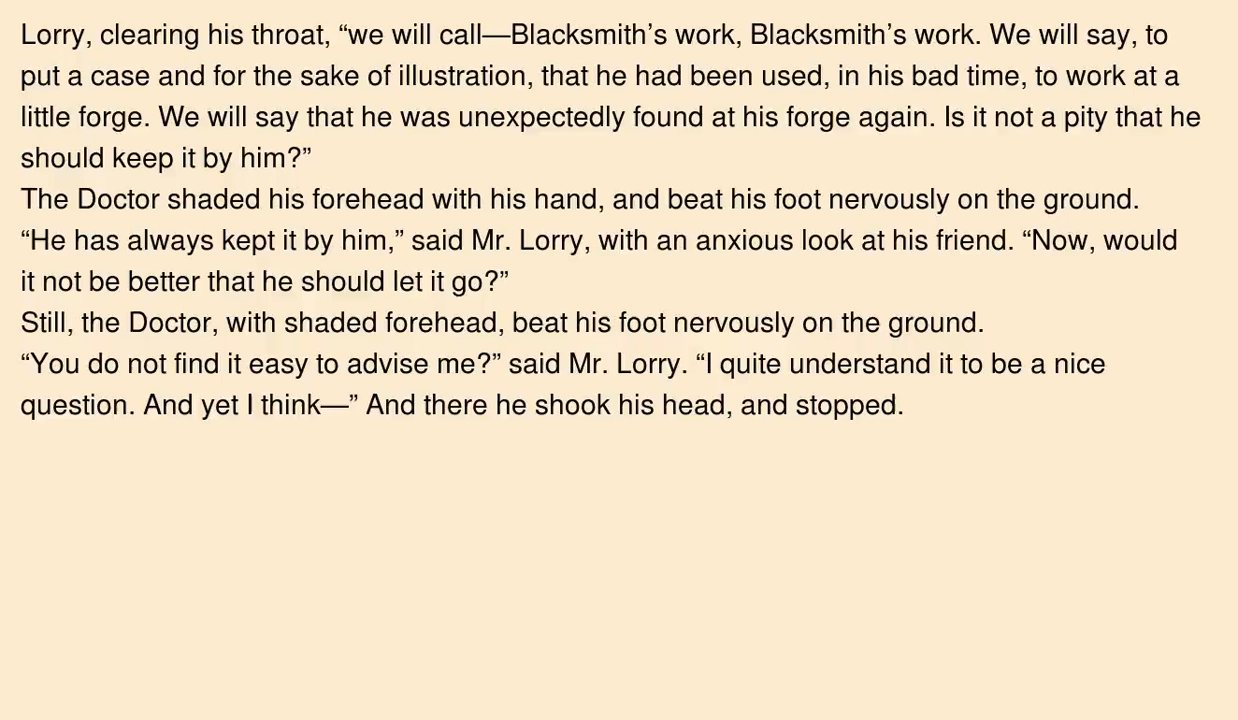 Lorry, clearing his throat, “we will call—Blacksmith’s work, Blacksmith’s work. We will say, to
put a case and for the sake of illustration, that he had been used, in his bad time, to work at a
little forge. We will say that he was unexpectedly found at his forge again. Is it not a pity that he
should keep it by him?”
The Doctor shaded his forehead with his hand, and beat his foot nervously on the ground.
“He has always kept it by him,” said Mr. Lorry, with an anxious look at his friend. “Now, would
it not be better that he should let it go?”
Still, the Doctor, with shaded forehead, beat his foot nervously on the ground.
“You do not find it easy to advise me?” said Mr. Lorry. “I quite understand it to be a nice
question. And yet I think—” And there he shook his head, and stopped.